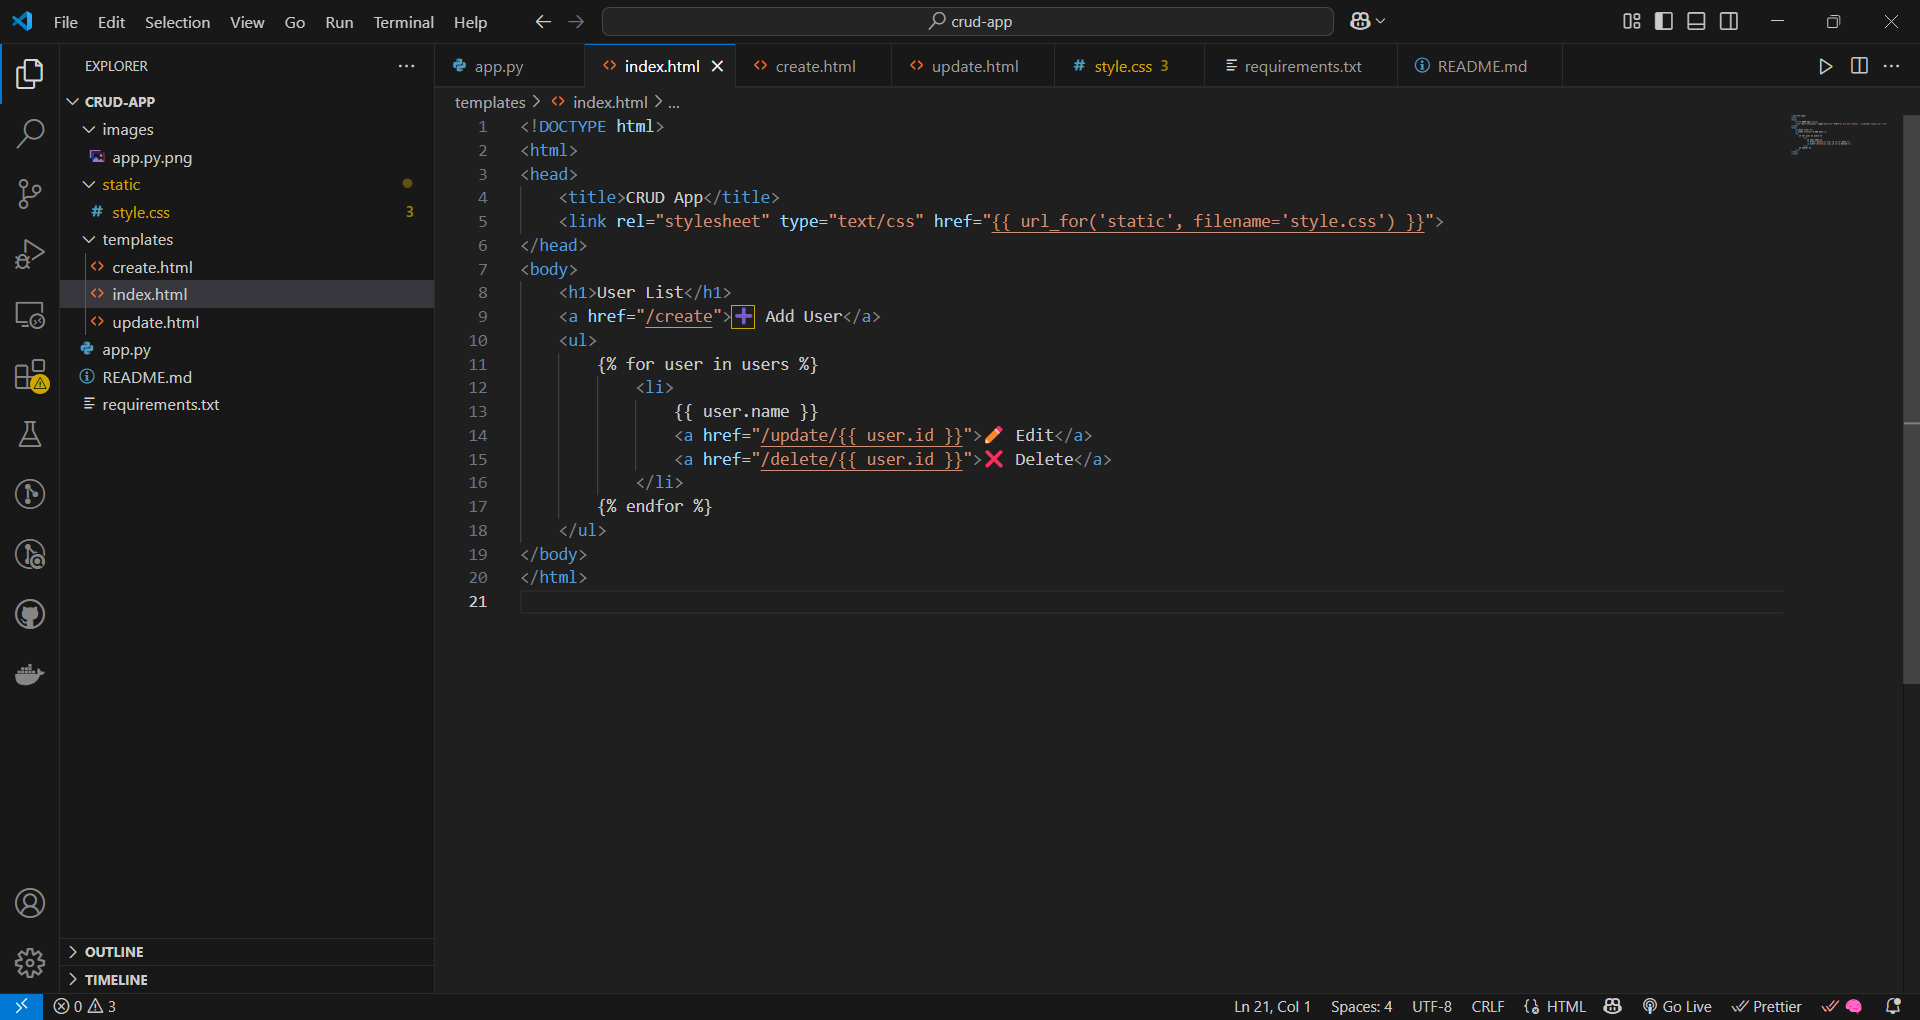 File Edit Selection View Go Run Terminal Help
crud-app
EXPLORER
CRUD-APP
images
app.py.png
static
style.css 3
templates
create.html
index.html
update.html
app.py
README.md
requirements.txt
OUTLINE
TIMELINE
app.py index.html create.html update.html style.css 3 requirements.txt README.md
templates > index.html > ...
1 <!DOCTYPE html>
2 <html>
3 <head>
4 <title>CRUD App</title>
5 <link rel="stylesheet" type="text/css" href="{{ url_for('static', filename='style.css') }}">
6 </head>
7 <body>
8 <h1>User List</h1>
9 <a href="/create">➕ Add User</a>
10 <ul>
11 {% for user in users %}
12 <li>
13 {{ user.name }}
14 <a href="/update/{{ user.id }}">✏️ Edit</a>
15 <a href="/delete/{{ user.id }}">❌ Delete</a>
16 </li>
17 {% endfor %}
18 </ul>
19 </body>
20 </html>
21
0 3
Ln 21, Col 1 Spaces: 4 UTF-8 CRLF HTML Go Live Prettier